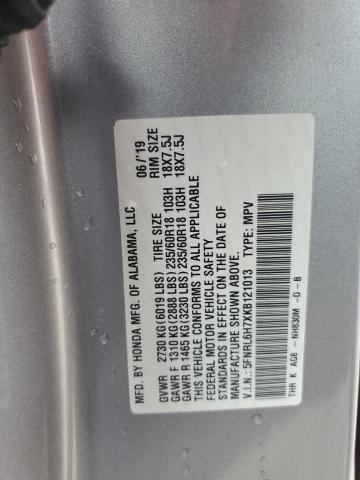 MFD. BY HONDA MFG. OF ALABAMA, LLC 06/'19
TIRE SIZE RIM SIZE
GVWR 2730 KG(6019 LBS)
GAWR F 1310 KG(2888 LBS)235/60R18 103H 18X7.5J
GAWR R 1465 KG(3230 LBS)235/60R18 103H 18X7.5J
THIS VEHICLE CONFORMS TO ALL APPLICABLE
FEDERAL MOTOR VEHICLE SAFETY
STANDARDS IN EFFECT ON THE DATE OF
MANUFACTURE SHOWN ABOVE.
V.I.N.: 5FNRL6H7XKB121013 TYPE: MPV
THR K AG8 - NH830M -D -B